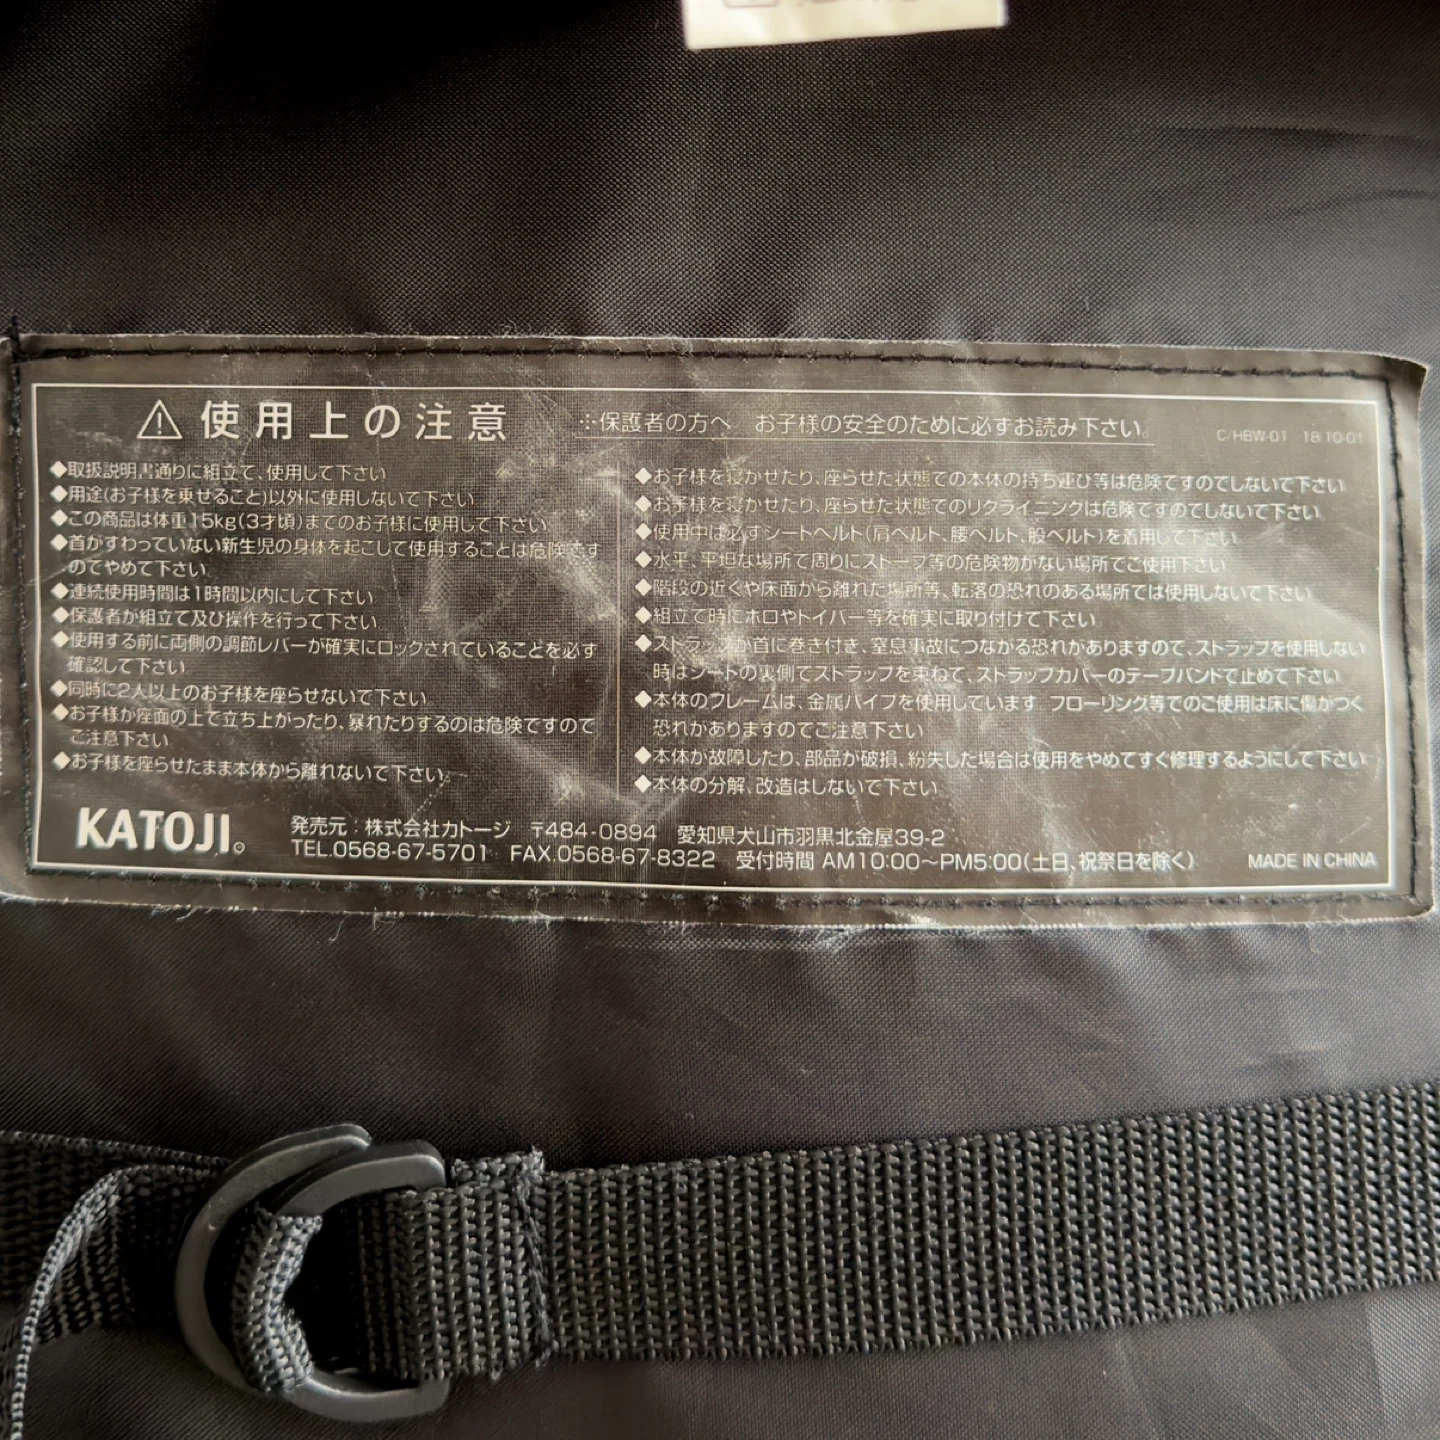 ⚠ 使用上の注意
※保護者の方へ お子様の安全のために必ずお読み下さい。
C/HBW-01 18.10-01
◆取扱説明書通りに組立て、使用して下さい
◆用途(お子様を乗せること)以外に使用しないで下さい
◆この商品は体重15kg(3才頃)までのお子様に使用して下さい
◆首がすわっていない新生児の身体を起こして使用することは危険です
のでやめて下さい
◆連続使用時間は1時間以内にして下さい
◆保護者が組立て及び操作を行って下さい
◆使用する前に両側の調節レバーが確実にロックされていることを必ず
確認して下さい
◆同時に2人以上のお子様を座らせないで下さい
◆お子様が座面の上で立ち上がったり、暴れたりするのは危険ですので
ご注意下さい
◆お子様を座らせたまま本体から離れないで下さい
◆お子様を寝かせたり、座らせた状態での本体の持ち運び等は危険ですのでしないで下さい
◆お子様を寝かせたり、座らせた状態でのリクライニングは危険ですのでしないで下さい
◆使用中は必ずシートベルト(肩ベルト、腰ベルト、股ベルト)を着用して下さい
◆水平、平坦な場所で周りにストーブ等の危険物がない場所でご使用下さい
◆階段の近くや床面から離れた場所等、転落の恐れのある場所では使用しないで下さい
◆組立て時にホロやトイバー等を確実に取り付けて下さい
◆ストラップが首に巻き付き、窒息事故につながる恐れがありますので、ストラップを使用しない
時はシートの裏側でストラップを束ねて、ストラップカバーのテープバンドで止めて下さい
◆本体のフレームは、金属パイプを使用しています フローリング等でのご使用は床に傷がつく
恐れがありますのでご注意下さい
◆本体が故障したり、部品が破損、紛失した場合は使用をやめてすぐ修理するようにして下さい
◆本体の分解、改造はしないで下さい
KATOJI
発売元：株式会社カトージ 〒484-0894 愛知県犬山市羽黒北金屋39-2
TEL.0568-67-5701 FAX.0568-67-8322 受付時間 AM10:00～PM5:00(土日、祝祭日を除く)
MADE IN CHINA